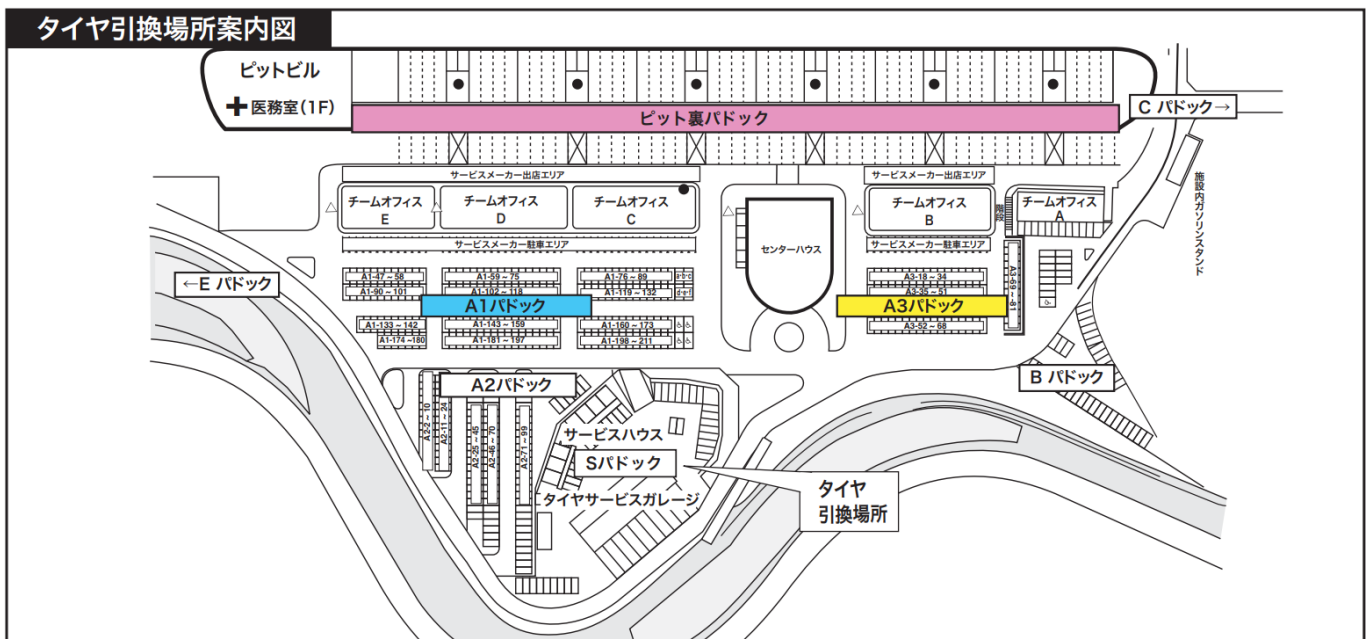 タイヤ引換場所案内図
ピットビル
医務室(1F)
ピット裏パドック
C パドック→
サービスメーカー出店エリア
サービスメーカー出店エリア
チームオフィス
E
チームオフィス
D
チームオフィス
C
センターハウス
チームオフィス
B
階段
チームオフィス
A
施設内ガソリンスタンド
サービスメーカー駐車エリア
サービスメーカー駐車エリア
←E パドック
A1-47~58
A1-59~75
A1-76~89
a・b・c
A1-90~101
A1-102~118
A1-119~132
d・e・f
A1パドック
A1-133~142
A1-143~159
A1-160~173
A1-174~180
A1-181~197
A1-198~211
A3-18~34
A3-35~51
A3パドック
A3-52~68
A3-69~81
B パドック
A2パドック
A2-2~10
A2-11~24
A2-25~45
A2-46~70
A2-71~99
サービスハウス
Sパドック
タイヤサービスガレージ
タイヤ
引換場所